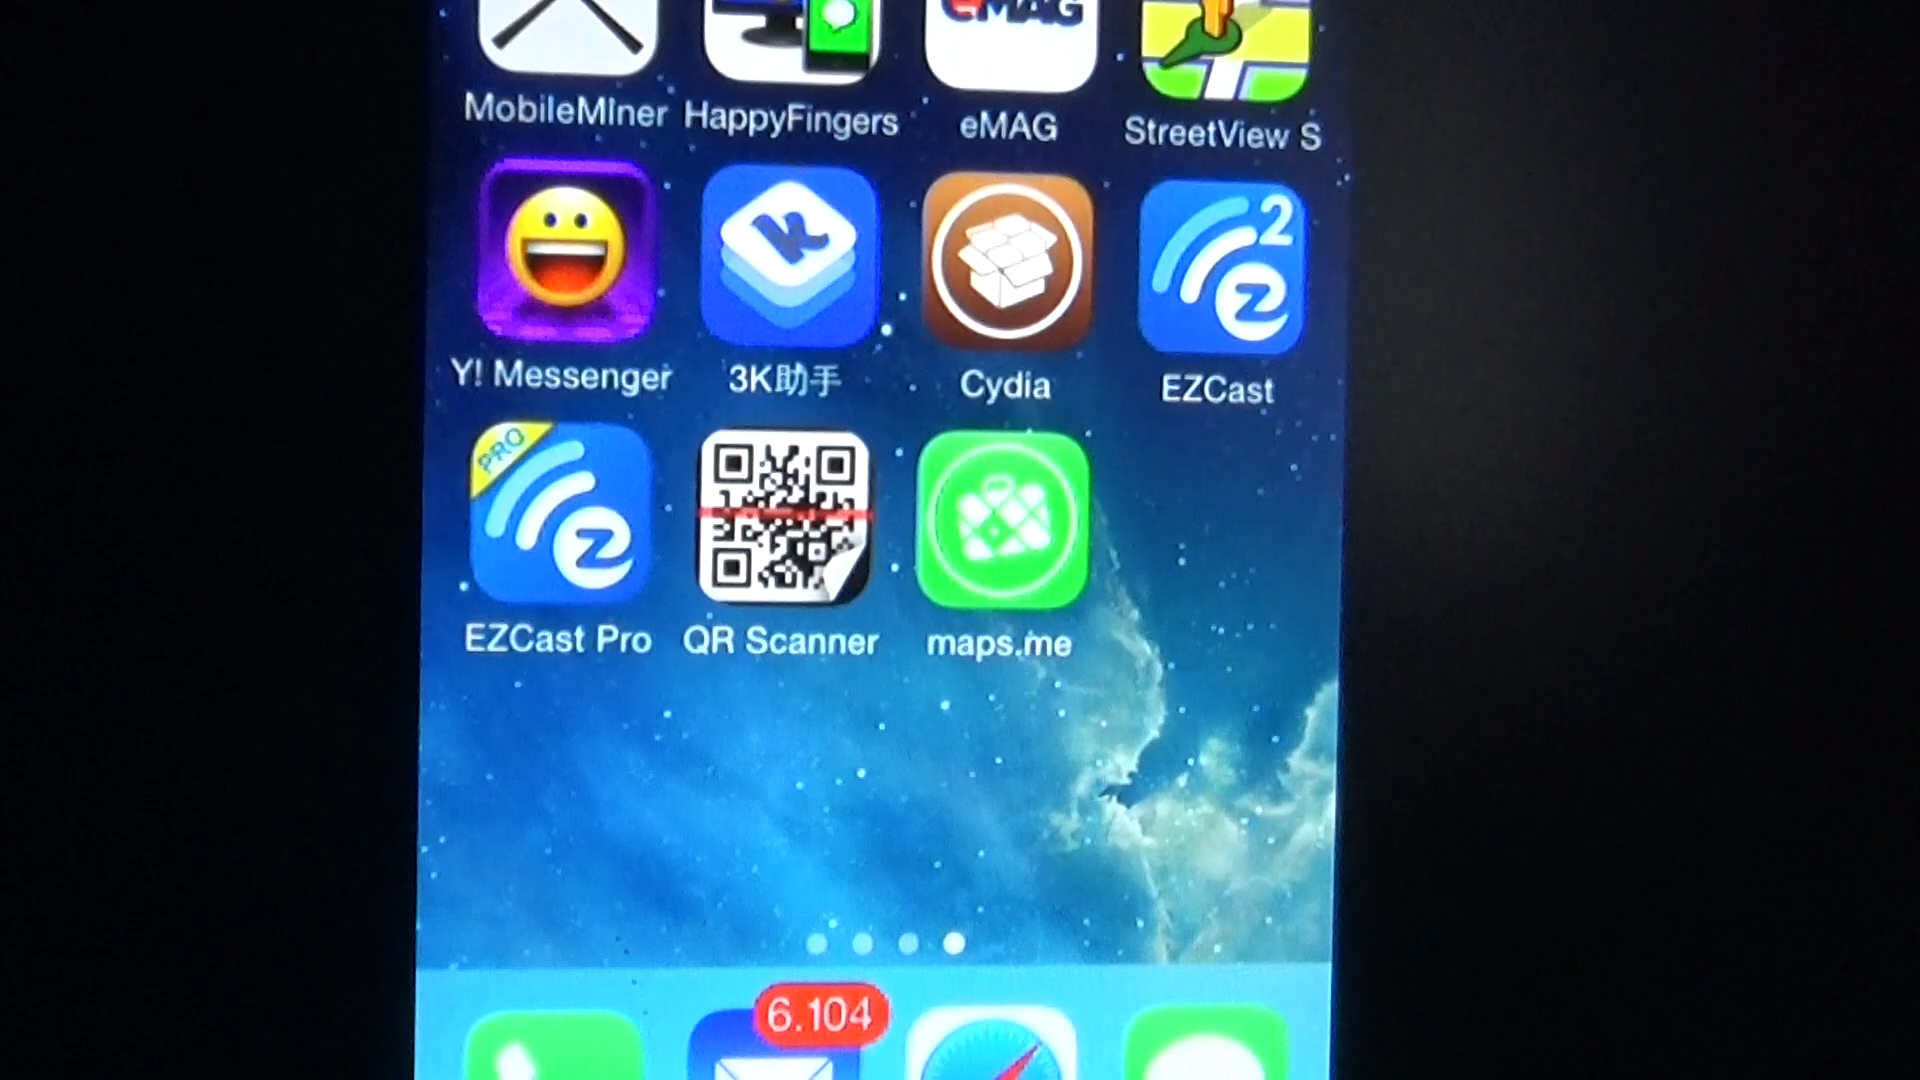 eMAG
MobileMiner HappyFingers eMAG StreetView S
2
Y! Messenger 3K助手 Cydia EZCast
PRO
EZCast Pro QR Scanner maps.me
6.104